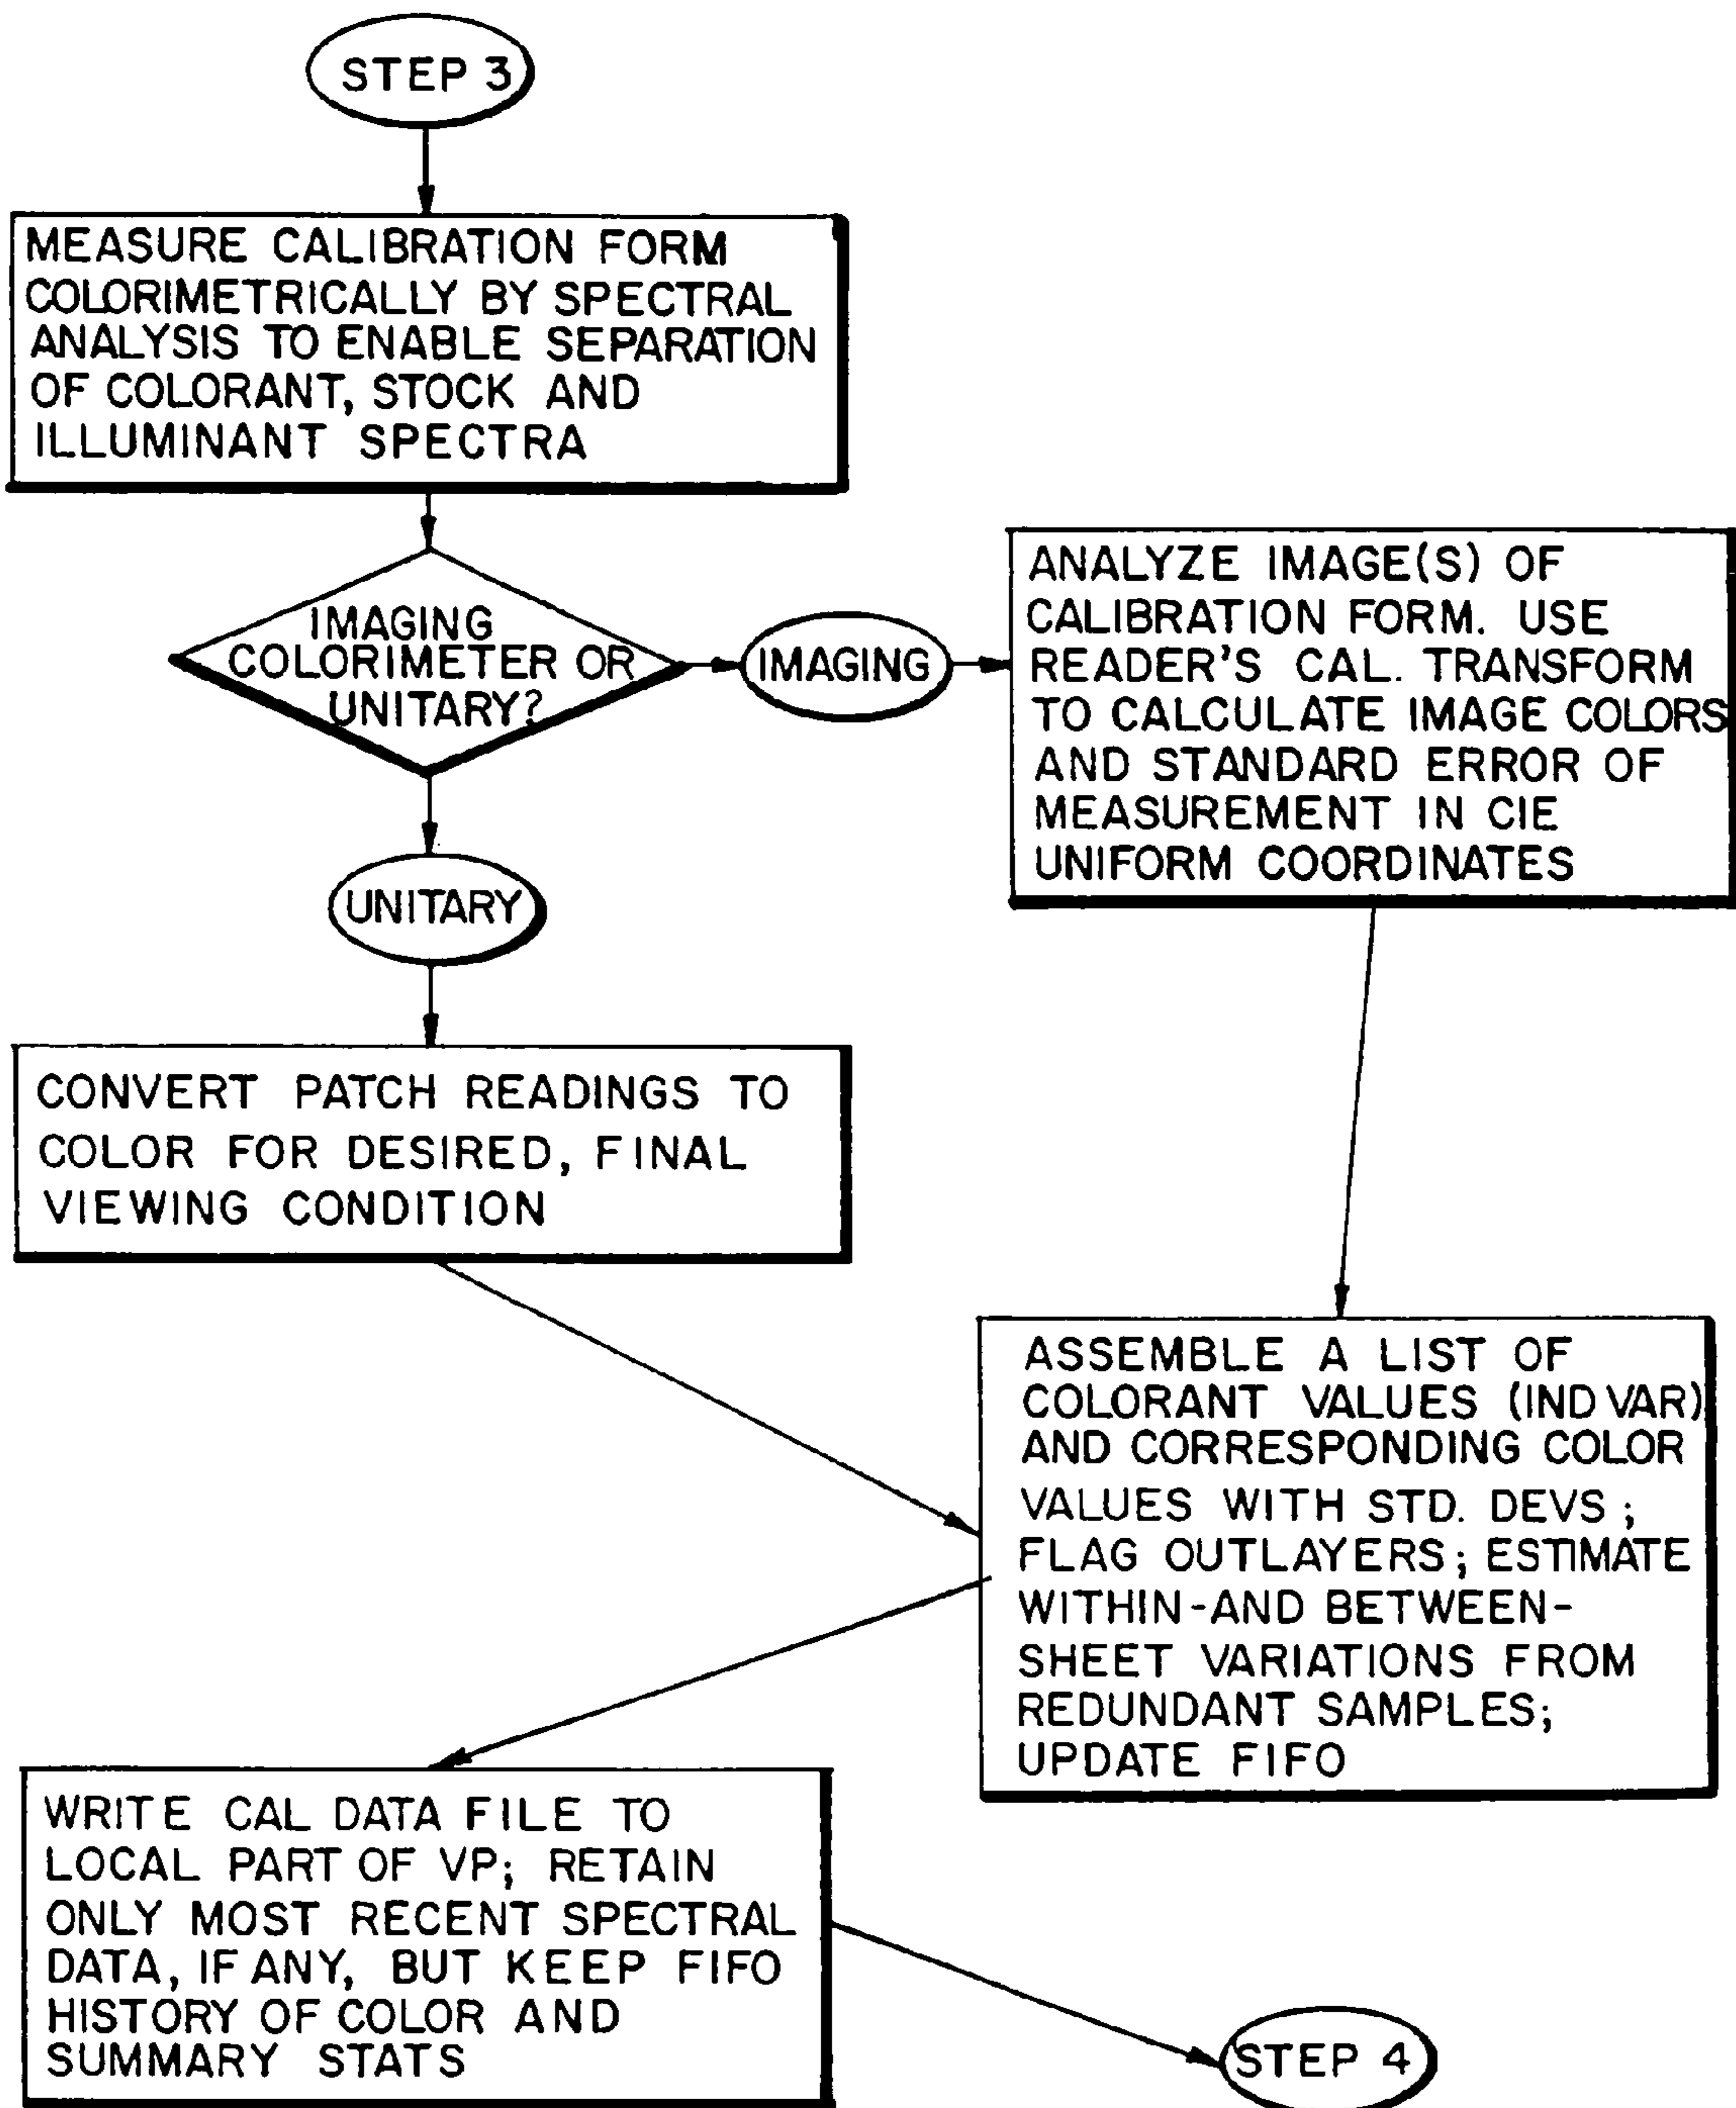 STEP 3
MEASURE CALIBRATION FORM
COLORIMETRICALLY BY SPECTRAL
ANALYSIS TO ENABLE SEPARATION
OF COLORANT, STOCK AND
ILLUMINANT SPECTRA
IMAGING
COLORIMETER OR
UNITARY?
IMAGING
ANALYZE IMAGE(S) OF
CALIBRATION FORM. USE
READER'S CAL. TRANSFORM
TO CALCULATE IMAGE COLORS
AND STANDARD ERROR OF
MEASUREMENT IN CIE
UNIFORM COORDINATES
UNITARY
CONVERT PATCH READINGS TO
COLOR FOR DESIRED, FINAL
VIEWING CONDITION
ASSEMBLE A LIST OF
COLORANT VALUES (IND VAR)
AND CORRESPONDING COLOR
VALUES WITH STD. DEVS ;
FLAG OUTLAYERS; ESTIMATE
WITHIN-AND BETWEEN-
SHEET VARIATIONS FROM
REDUNDANT SAMPLES;
UPDATE FIFO
WRITE CAL DATA FILE TO
LOCAL PART OF VP; RETAIN
ONLY MOST RECENT SPECTRAL
DATA, IF ANY, BUT KEEP FIFO
HISTORY OF COLOR AND
SUMMARY STATS
STEP 4